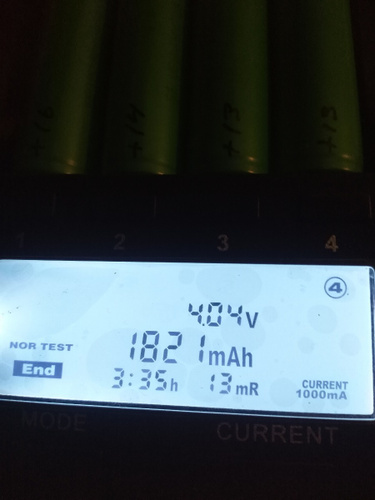 1 2 3 4
4
4.04V
NOR TEST 1821mAh
End 3:35h 13mR CURRENT 1000mA
MODE CURRENT